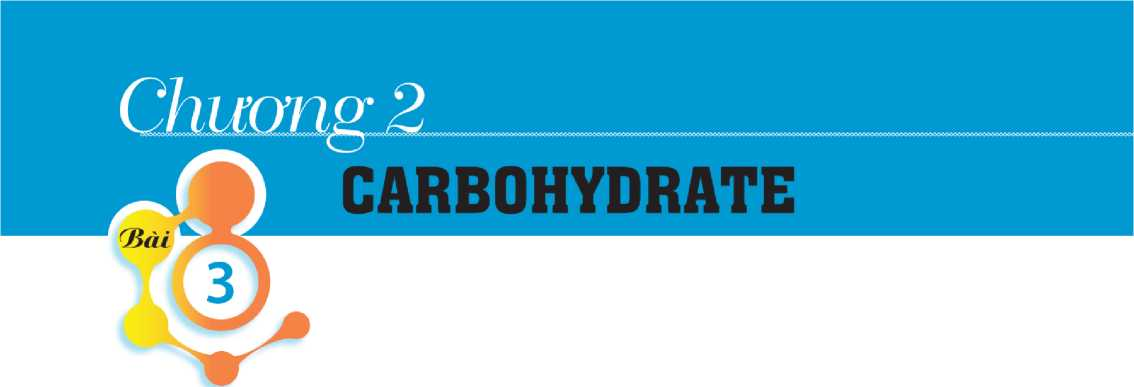 Chương 2
CARBOHYDRATE
Bài
3